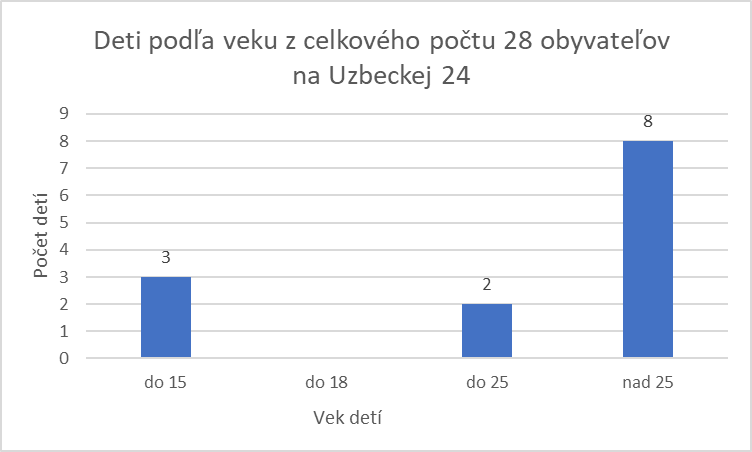 Deti podľa veku z celkového počtu 28 obyvateľov
na Uzbeckej 24
Počet detí
9
8
7
6
5
4
3
2
1
0
3
2
8
do 15
do 18
do 25
nad 25
Vek detí